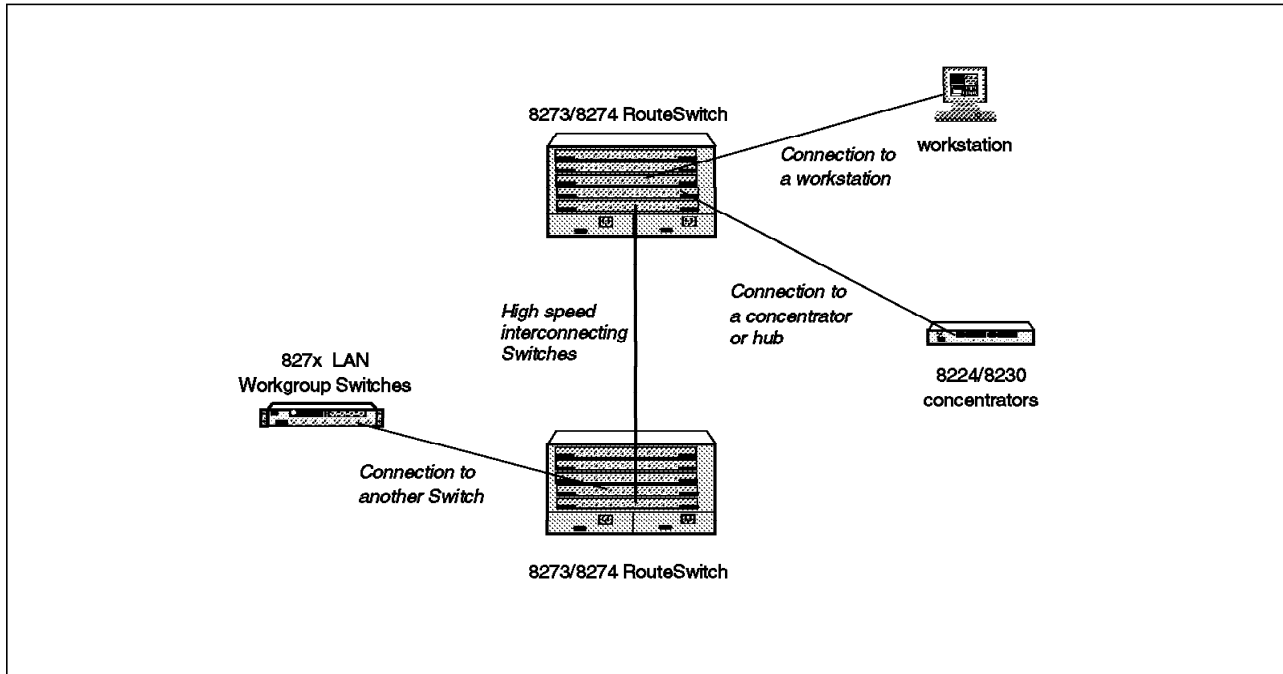 8273/8274 RouteSwitch
workstation
Connection to
a workstation
Connection to
a concentrator
or hub
High speed
interconnecting
Switches
8224/8230
concentrators
827x LAN
Workgroup Switches
Connection to
another Switch
8273/8274 RouteSwitch